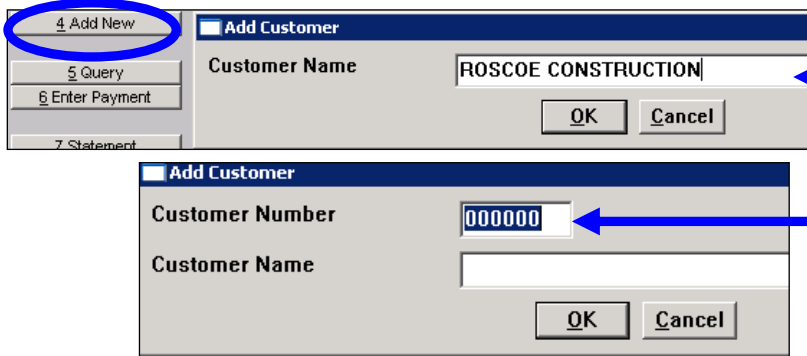 4 Add New
Add Customer
Customer Name
ROSCOE CONSTRUCTION
5 Query
6 Enter Payment
OK
Cancel
7 Statement
Add Customer
Customer Number
000000
Customer Name
OK
Cancel